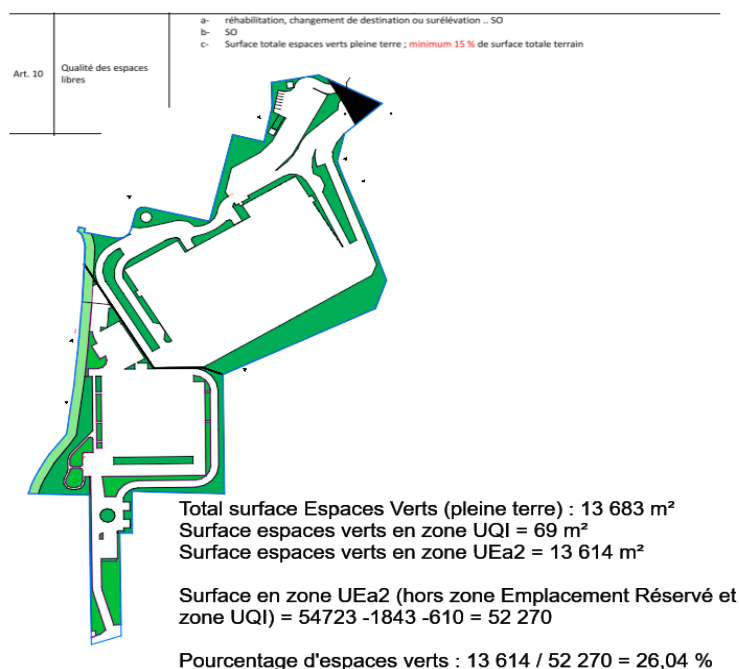 a- réhabilitation, changement de destination ou surélévation .. SO
b- SO
c- Surface totale espaces verts pleine terre ; minimum 15 % de surface totale terrain
Art. 10
Qualité des espaces
libres
Total surface Espaces Verts (pleine terre) : 13 683 m²
Surface espaces verts en zone UQI = 69 m²
Surface espaces verts en zone UEa2 = 13 614 m²
Surface en zone UEa2 (hors zone Emplacement Réservé et
zone UQI) = 54723 -1843 -610 = 52 270
Pourcentage d'espaces verts : 13 614 / 52 270 = 26,04 %